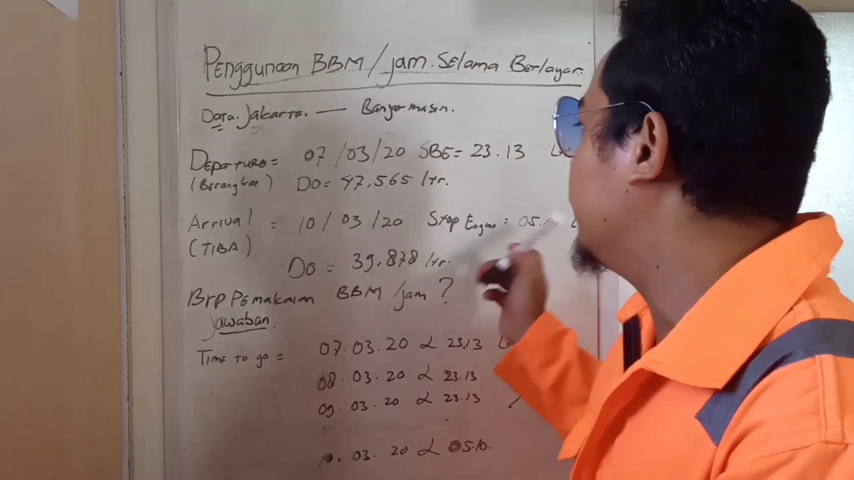 Penggunaan BBM/jam Selama Berlayar.
Data Jakarta. — Banjarmasin.
Departure = 07/03/20 SBE = 23.13
(Berangkat) Do = 47,565 ltr.
Arrival = 10/03/20 Stop Engine : 05.
(TIBA)
Do = 39.878 ltr.
Brp Pemakaian BBM/jam ?
Jawaban.
Time to go = 07.03.20 L 23.13
08.03.20 L 23.13
09.03.20 L 23.13
10.03.20 L 05.10.